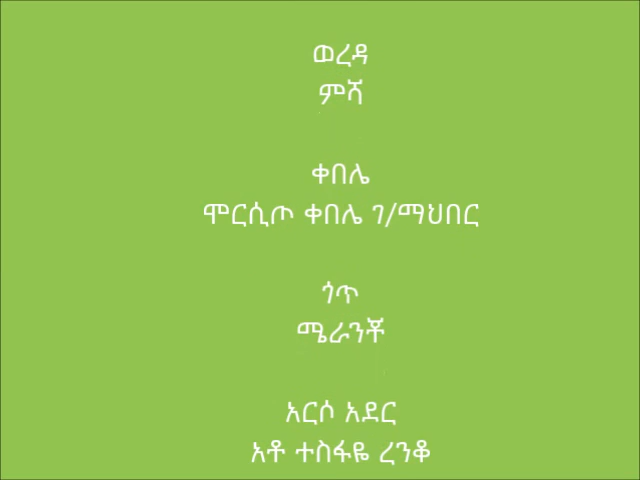 ወረዳ
ምሻ
ቀበሌ
ሞርሲጦ ቀበሌ ገ/ማህበር
ጎጥ
ሜራንቾ
አርሶ አደር
አቶ ተስፋዬ ረንቆ